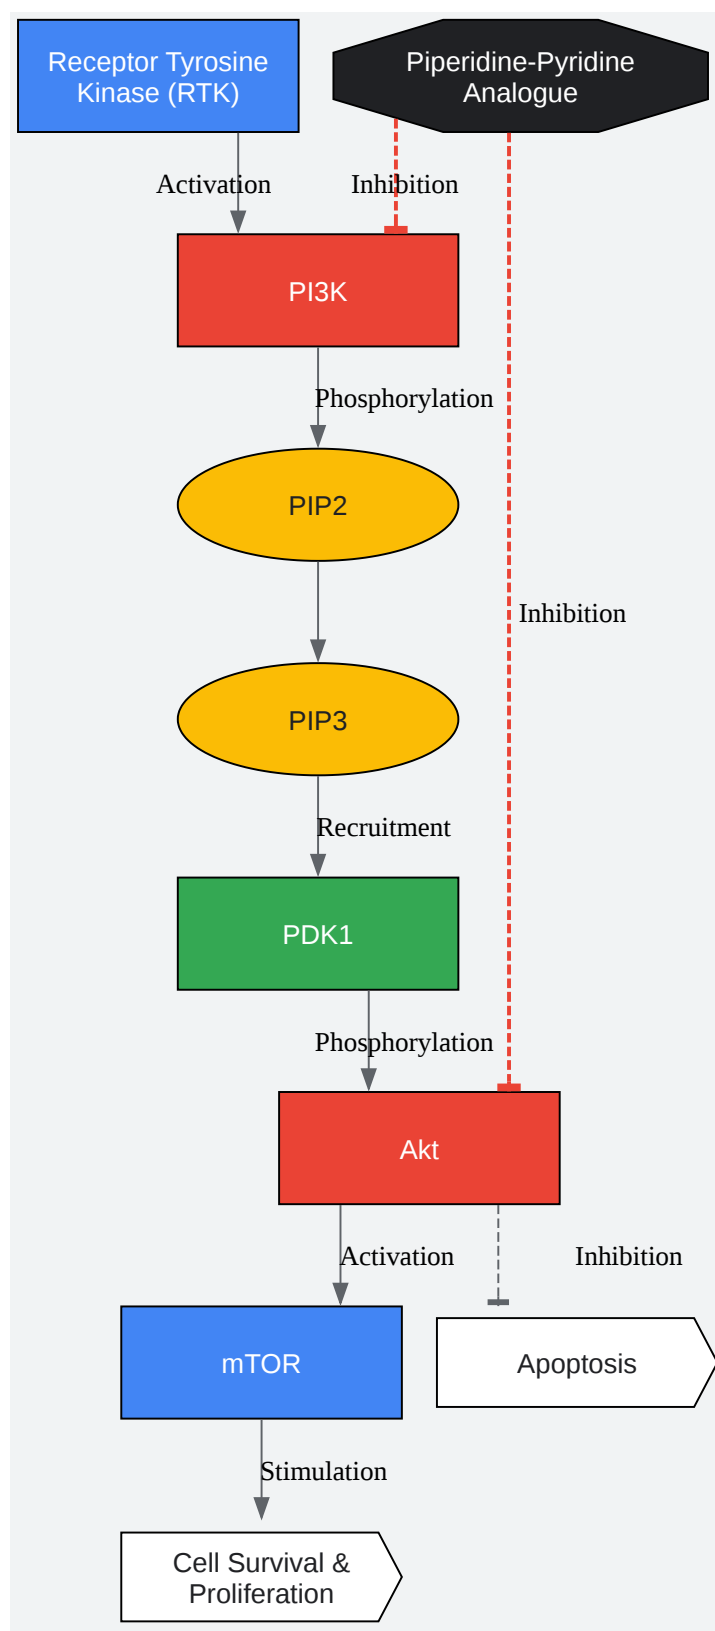 Receptor Tyrosine
Kinase (RTK)
Piperidine-Pyridine
Analogue
Activation
Inhibition
PI3K
Phosphorylation
PIP2
Inhibition
PIP3
Recruitment
PDK1
Phosphorylation
Akt
Activation
Inhibition
mTOR
Apoptosis
Stimulation
Cell Survival &
Proliferation